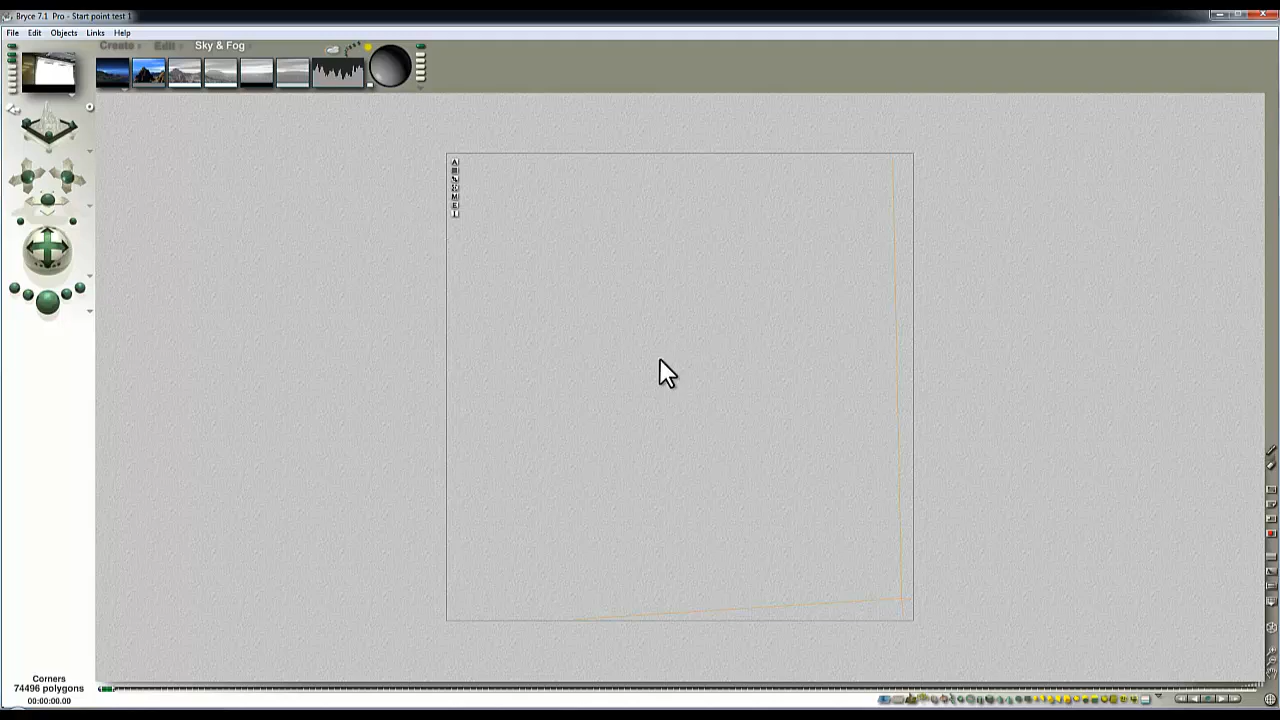 Bryce 7.1 Pro - Start point test 1
File Edit Objects Links Help
Create Edit Sky & Fog
A
M
E
I
Corners
74496 polygons
00:00:00.00